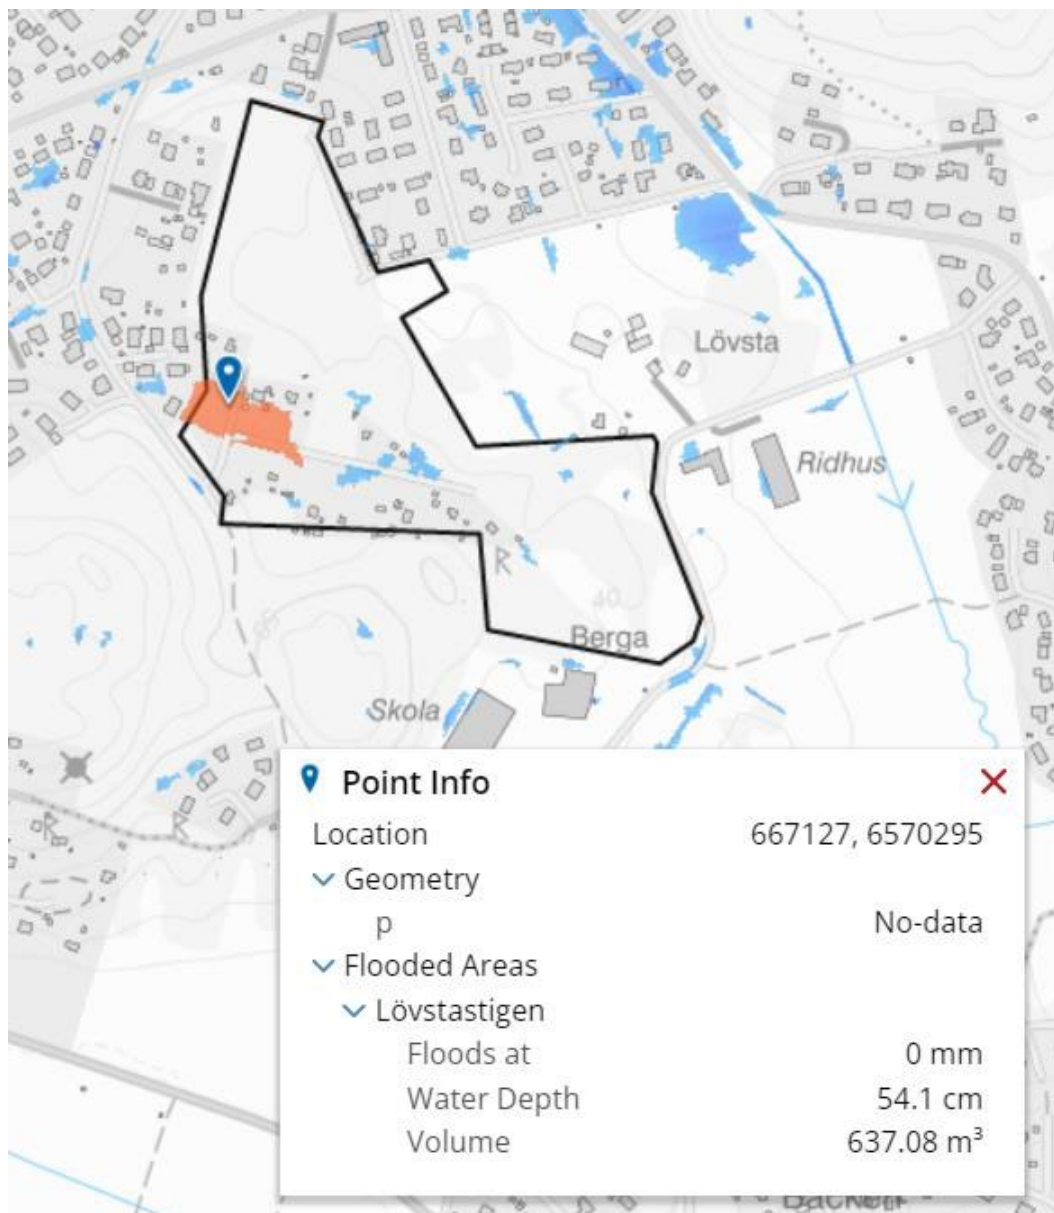 Lövsta
Ridhus
R
40
Berga
Skola
R
R
Point Info
Location 667127, 6570295
Geometry
p No-data
Flooded Areas
Lövstastigen
Floods at 0 mm
Water Depth 54.1 cm
Volume 637.08 m³